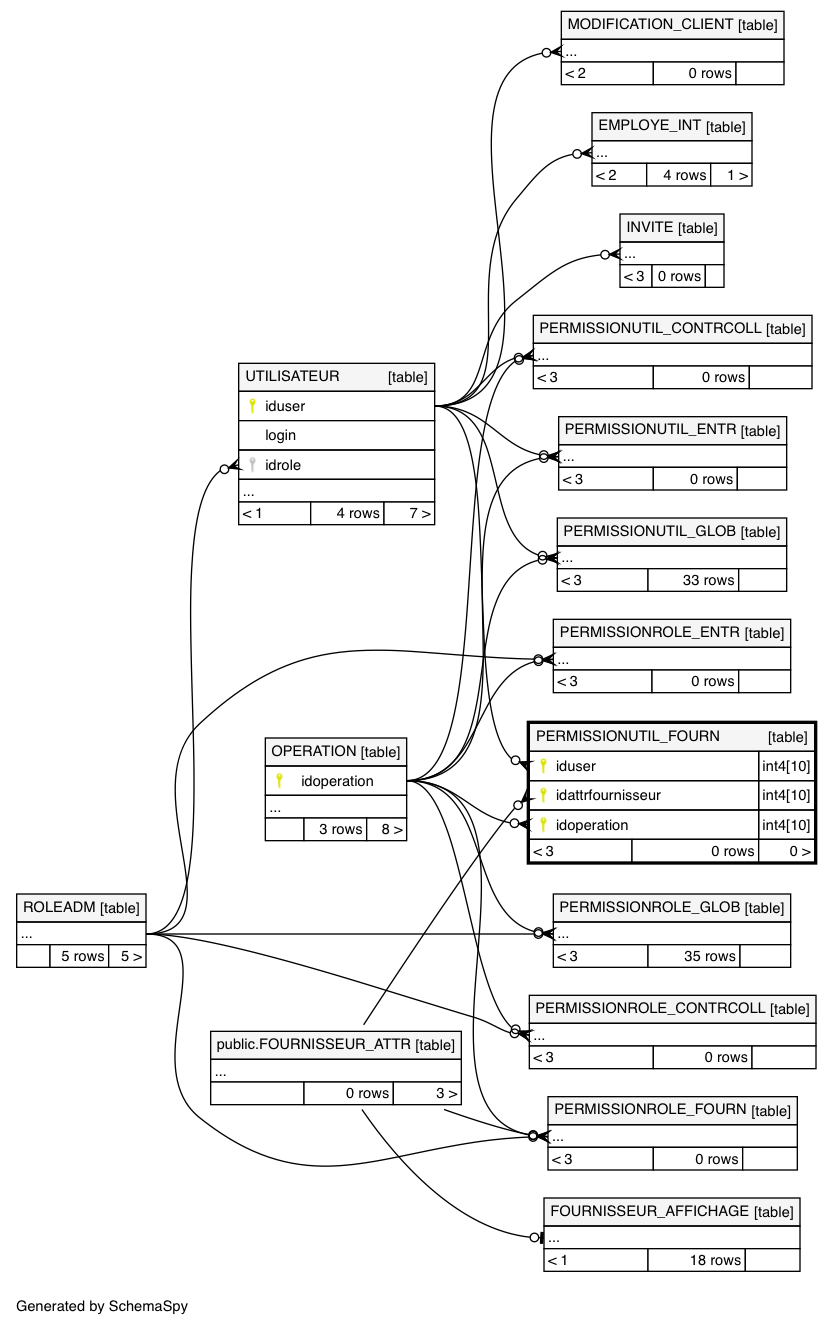 MODIFICATION_CLIENT [table]
...
< 2 0 rows
EMPLOYE_INT [table]
...
< 2 4 rows 1 >
INVITE [table]
...
< 3 0 rows
PERMISSIONUTIL_CONTRCOLL [table]
...
< 3 0 rows
UTILISATEUR [table]
iduser
login
idrole
...
< 1 4 rows 7 >
PERMISSIONUTIL_ENTR [table]
...
< 3 0 rows
PERMISSIONUTIL_GLOB [table]
...
< 3 33 rows
PERMISSIONROLE_ENTR [table]
...
< 3 0 rows
OPERATION [table]
idoperation
...
3 rows 8 >
PERMISSIONUTIL_FOURN [table]
iduser int4[10]
idattrfournisseur int4[10]
idoperation int4[10]
< 3 0 rows 0 >
ROLEADM [table]
...
5 rows 5 >
PERMISSIONROLE_GLOB [table]
...
< 3 35 rows
PERMISSIONROLE_CONTRCOLL [table]
...
< 3 0 rows
public.FOURNISSEUR_ATTR [table]
...
0 rows 3 >
PERMISSIONROLE_FOURN [table]
...
< 3 0 rows
FOURNISSEUR_AFFICHAGE [table]
...
< 1 18 rows
Generated by SchemaSpy